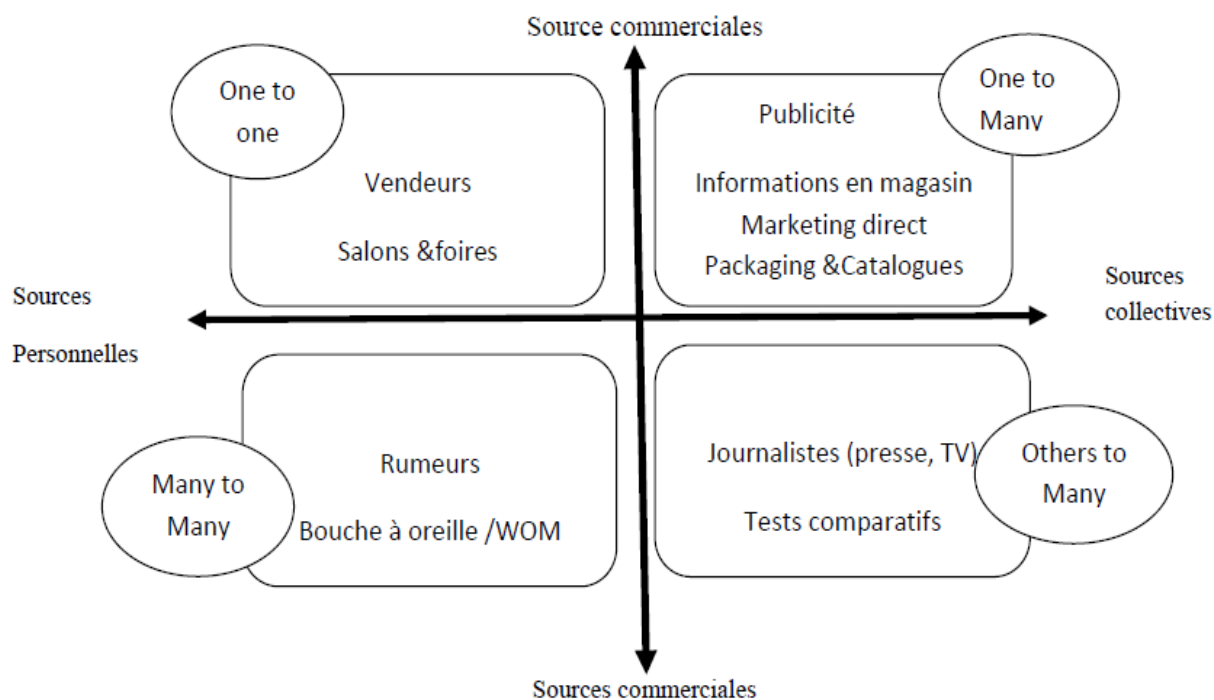 Source commerciales
One to
one
Vendeurs
Salons &foires
One to
Many
Publicité
Informations en magasin
Marketing direct
Packaging &Catalogues
Sources
Personnelles
Sources
collectives
Many to
Many
Rumeurs
Bouche à oreille /WOM
Journalistes (presse, TV)
Tests comparatifs
Others to
Many
Sources commerciales